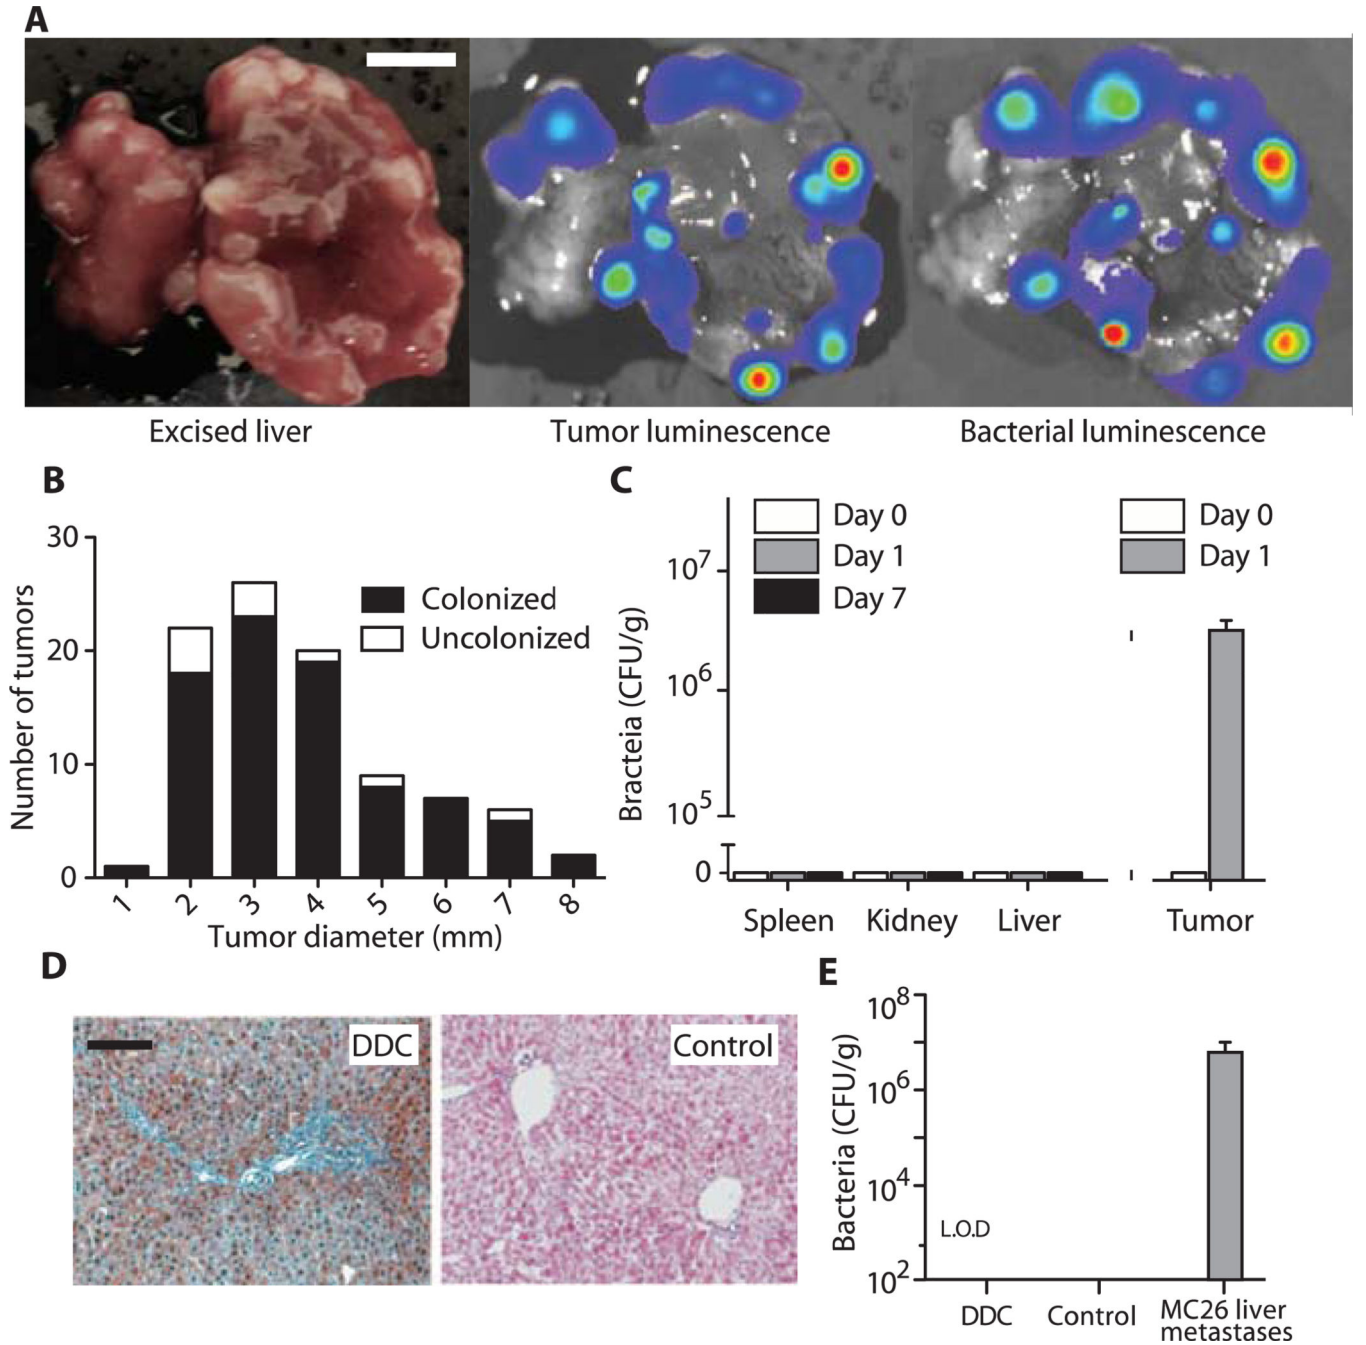 A
Excised liver
Tumor luminescence
Bacterial luminescence
B
Number of tumors
30
20
10
0
Colonized
Uncolonized
1
2
3
4
5
6
7
8
Tumor diameter (mm)
C
Bracteia (CFU/g)
10⁷
10⁶
10⁵
0
Day 0
Day 1
Day 7
Day 0
Day 1
Spleen
Kidney
Liver
Tumor
D
DDC
Control
E
Bacteria (CFU/g)
10⁸
10⁶
10⁴
10²
L.O.D
DDC
Control
MC26 liver
metastases